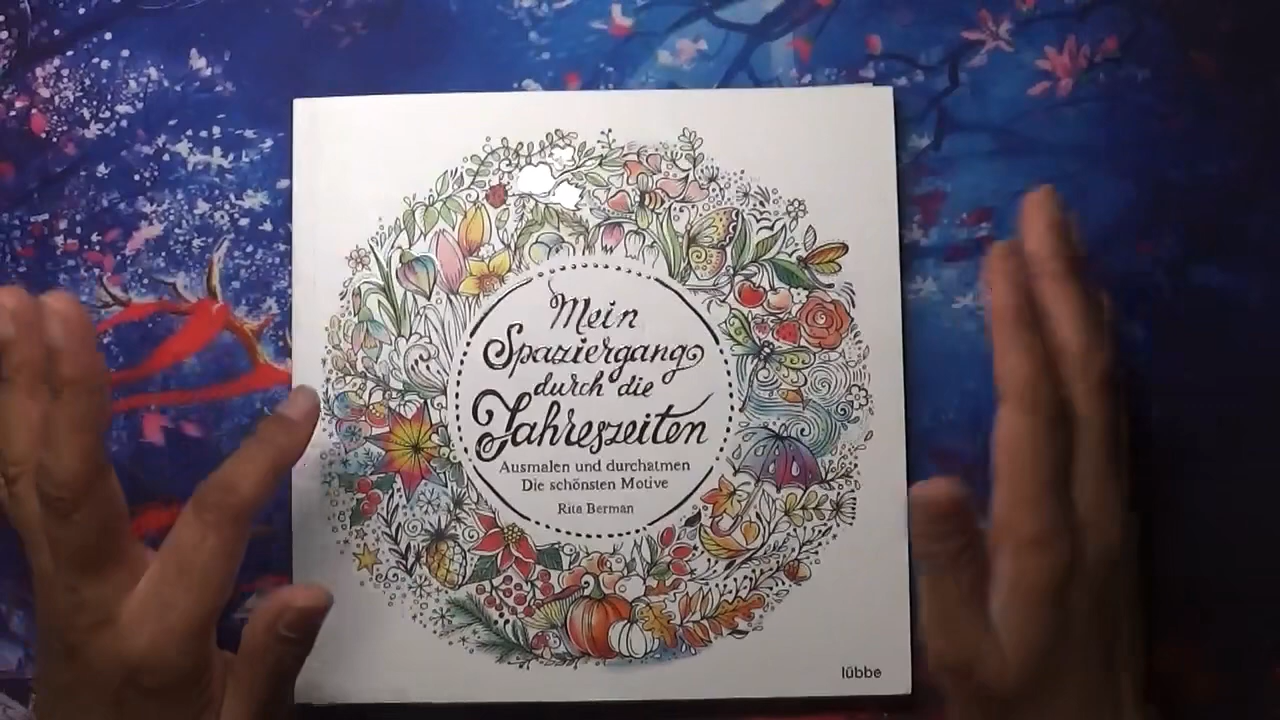 Mein
Spaziergang
durch die
Jahreszeiten
Ausmalen und durchatmen
Die schönsten Motive
Rita Berman
lübbe